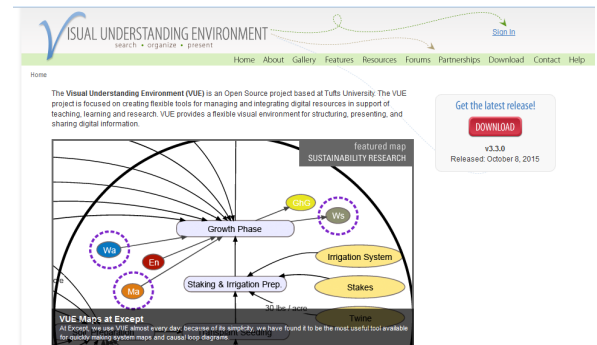 VISUAL UNDERSTANDING ENVIRONMENT
search • organize • present
Sign In
Home About Gallery Features Resources Forums Partnerships Download Contact Help
Home
The Visual Understanding Environment (VUE) is an Open Source project based at Tufts University. The VUE
project is focused on creating flexible tools for managing and integrating digital resources in support of
teaching, learning and research. VUE provides a flexible visual environment for structuring, presenting, and
sharing digital information.
Get the latest release!
DOWNLOAD
v3.3.0
Released: October 8, 2015
featured map
SUSTAINABILITY RESEARCH
GbG
Ws
Growth Phase
Wa
En
Irrigation System
Ma
Staking & Irrigation Prep.
Stakes
30 lbs / acre
Twine
VUE Maps at Except
At Except, we use VUE almost every day, because of its simplicity, we have found it to be the most useful tool available
for quickly making system maps and causal loop diagrams
Transplant Seeding